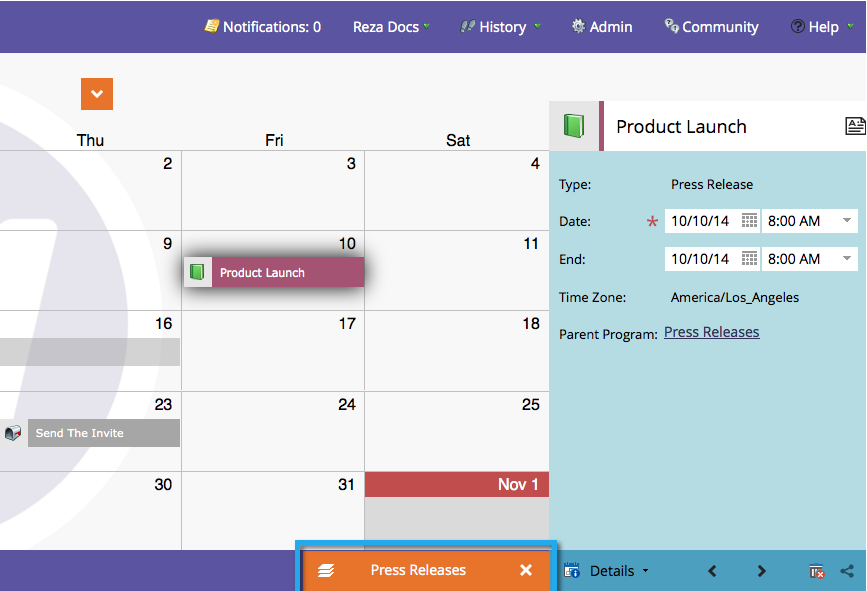 Notifications: 0 Reza Docs History Admin Community Help
Thu Fri Sat
Product Launch
2 3 4
Type: Press Release
Date: * 10/10/14 8:00 AM
9 10 11
End: 10/10/14 8:00 AM
Product Launch
Time Zone: America/Los_Angeles
16 17 18
Parent Program: Press Releases
23 24 25
Send The Invite
30 31 Nov 1
Press Releases
Details